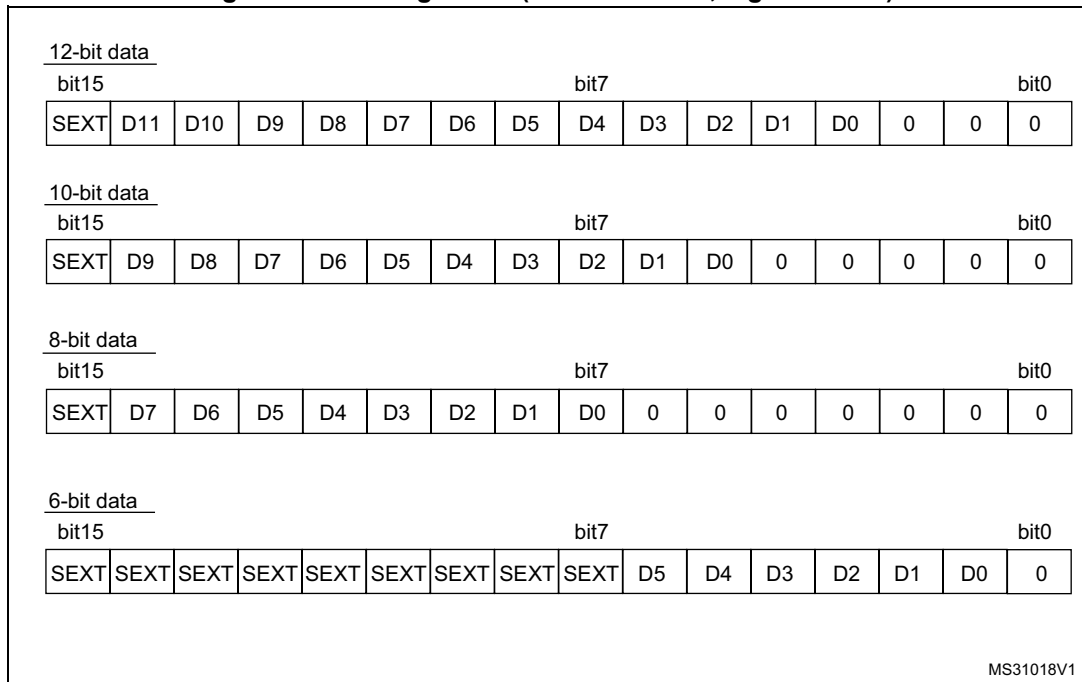 12-bit data
bit15 bit7 bit0
SEXT D11 D10 D9 D8 D7 D6 D5 D4 D3 D2 D1 D0 0 0 0
10-bit data
bit15 bit7 bit0
SEXT D9 D8 D7 D6 D5 D4 D3 D2 D1 D0 0 0 0 0 0
8-bit data
bit15 bit7 bit0
SEXT D7 D6 D5 D4 D3 D2 D1 D0 0 0 0 0 0 0 0
6-bit data
bit15 bit7 bit0
SEXT SEXT SEXT SEXT SEXT SEXT SEXT SEXT SEXT D5 D4 D3 D2 D1 D0 0
MS31018V1